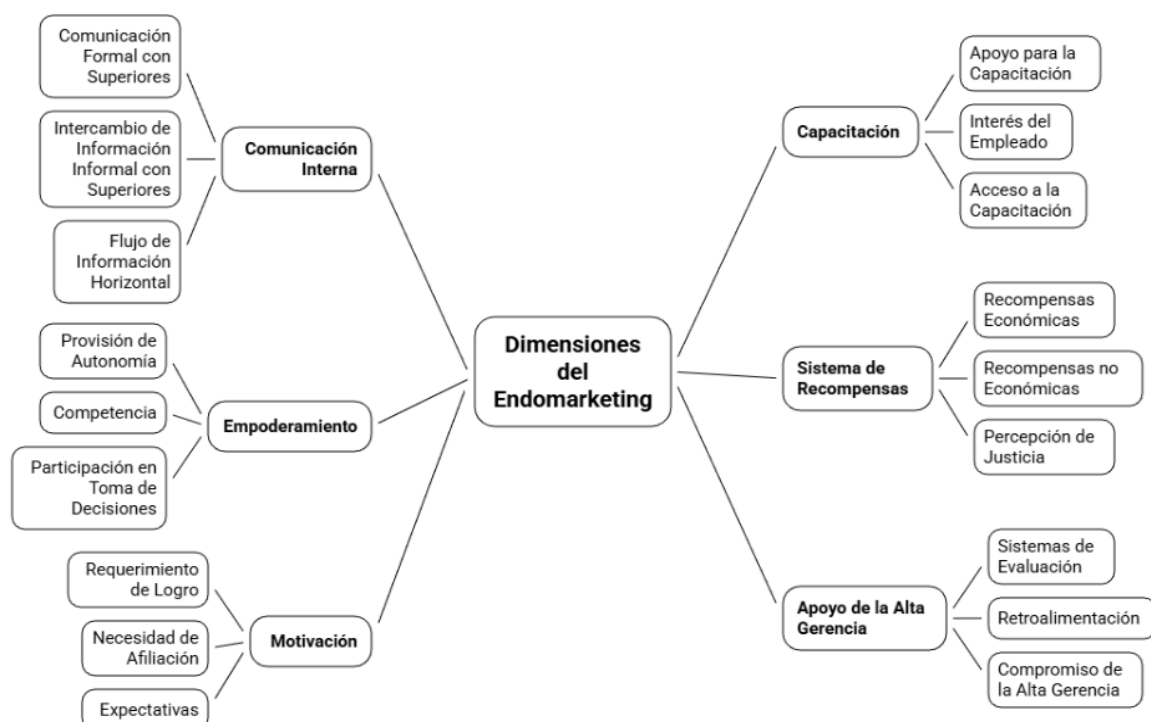 Comunicación
Formal con
Superiores
Intercambio de
Información
Informal con
Superiores
Flujo de
Información
Horizontal
Comunicación
Interna
Provisión de
Autonomía
Competencia
Participación en
Toma de
Decisiones
Empoderamiento
Requerimiento
de Logro
Necesidad de
Afiliación
Expectativas
Motivación
Dimensiones
del
Endomarketing
Capacitación
Apoyo para la
Capacitación
Interés del
Empleado
Acceso a la
Capacitación
Sistema de
Recompensas
Recompensas
Económicas
Recompensas no
Económicas
Percepción de
Justicia
Apoyo de la Alta
Gerencia
Sistemas de
Evaluación
Retroalimentación
Compromiso de
la Alta Gerencia